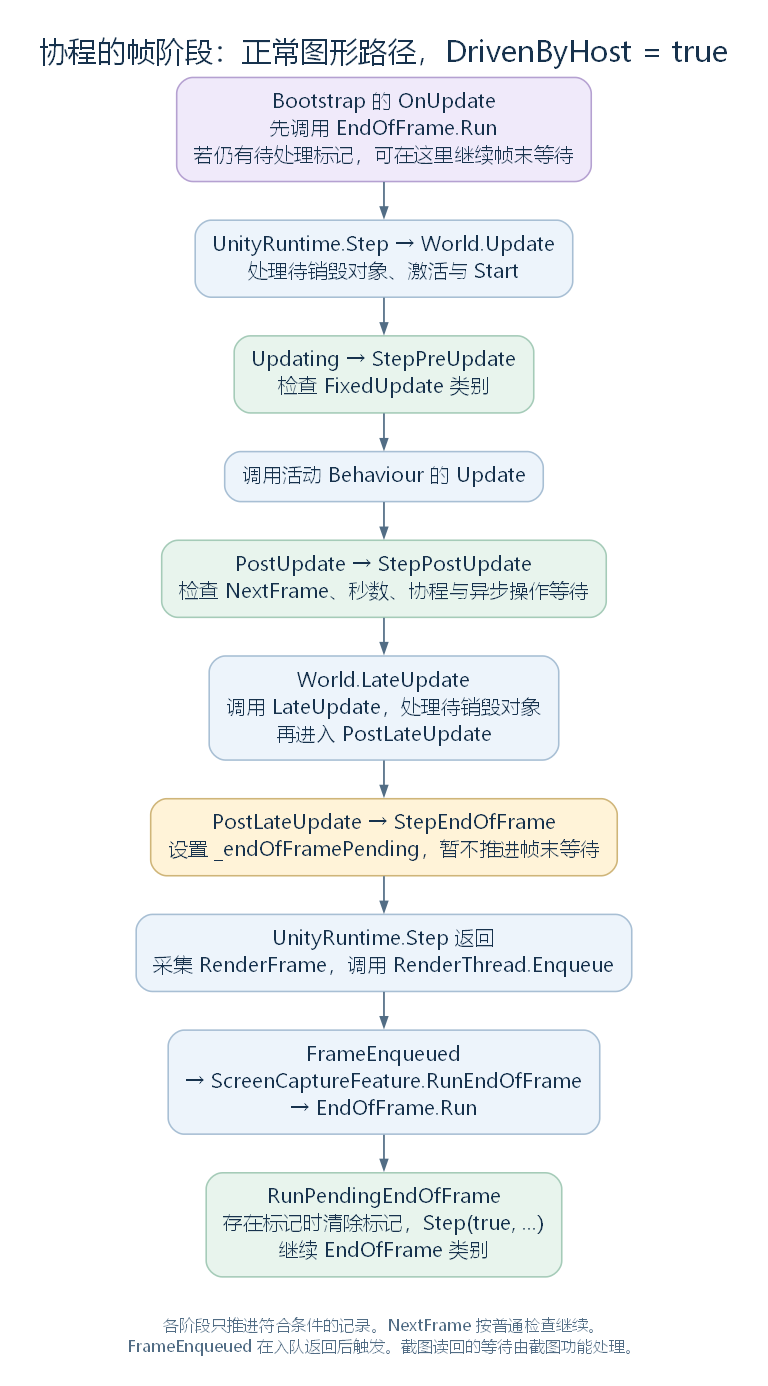 协程的帧阶段：正常图形路径，DrivenByHost = true
Bootstrap 的 OnUpdate
先调用 EndOfFrame.Run
若仍有待处理标记，可在这里继续帧末等待
UnityRuntime.Step → World.Update
处理待销毁对象、激活与 Start
Updating → StepPreUpdate
检查 FixedUpdate 类别
调用活动 Behaviour 的 Update
PostUpdate → StepPostUpdate
检查 NextFrame、秒数、协程与异步操作等待
World.LateUpdate
调用 LateUpdate，处理待销毁对象
再进入 PostLateUpdate
PostLateUpdate → StepEndOfFrame
设置 _endOfFramePending，暂不推进帧末等待
UnityRuntime.Step 返回
采集 RenderFrame，调用 RenderThread.Enqueue
FrameEnqueued
→ ScreenCaptureFeature.RunEndOfFrame
→ EndOfFrame.Run
RunPendingEndOfFrame
存在标记时清除标记，Step(true, ...)
继续 EndOfFrame 类别
各阶段只推进符合条件的记录。NextFrame 按普通检查继续。
FrameEnqueued 在入队返回后触发。截图读回的等待由截图功能处理。